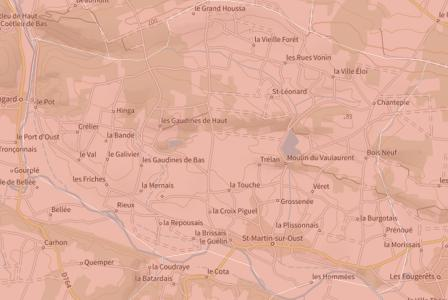 le Grand Houssa
la Vieille Forêt
les Rues Vonin
la Ville Éloi
St-Léonard
Chantepie
le Pot
Hinga
les Gaudines de Haut
83
Crélier
le Port d'Oust
la Bande
le Val
le Galivier
les Gaudines de Bas
Trélan
Moulin du Vaulaurent
Bois Neuf
Gourplé
les Friches
la Mernais
la Touche
Véret
Grossenée
Bellée
Rieux
la Croix Piguel
la Burgotais
la Repousais
la Plissonnais
Prénoué
la Brissais
le Guélin
St-Martin-sur-Oust
la Morissais
Carhon
Quemper
la Coudraye
le Cota
la Batardais
les Hommées
Les Fougerêts
D764